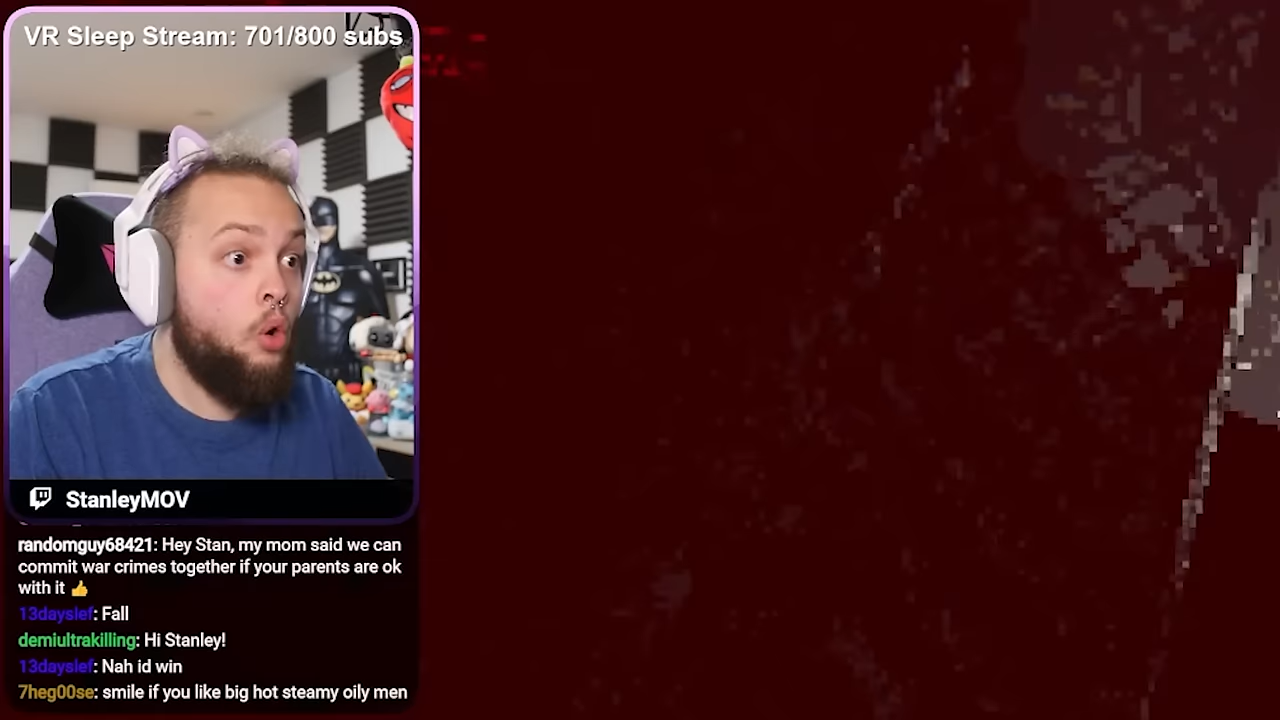 VR Sleep Stream: 701/800 subs
StanleyMOV
randomguy68421: Hey Stan, my mom said we can
commit war crimes together if your parents are ok
with it 👍
13dayslef: Fall
demiultrakilling: Hi Stanley!
13dayslef: Nah id win
7heg00se: smile if you like big hot steamy oily men